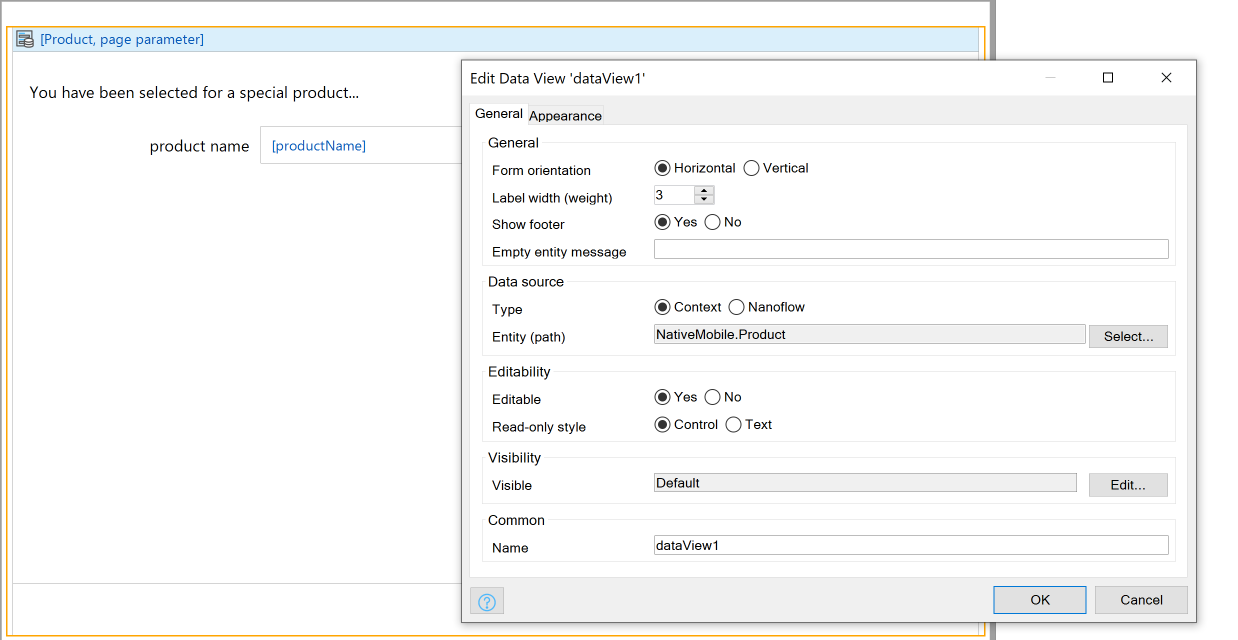 [Product, page parameter]
You have been selected for a special product...
product name [productName]
Edit Data View 'dataView1'
General Appearance
General
Form orientation Horizontal Vertical
Label width (weight) 3
Show footer Yes No
Empty entity message
Data source
Type Context Nanoflow
Entity (path) NativeMobile.Product Select...
Editability
Editable Yes No
Read-only style Control Text
Visibility
Visible Default Edit...
Common
Name dataView1
? OK Cancel